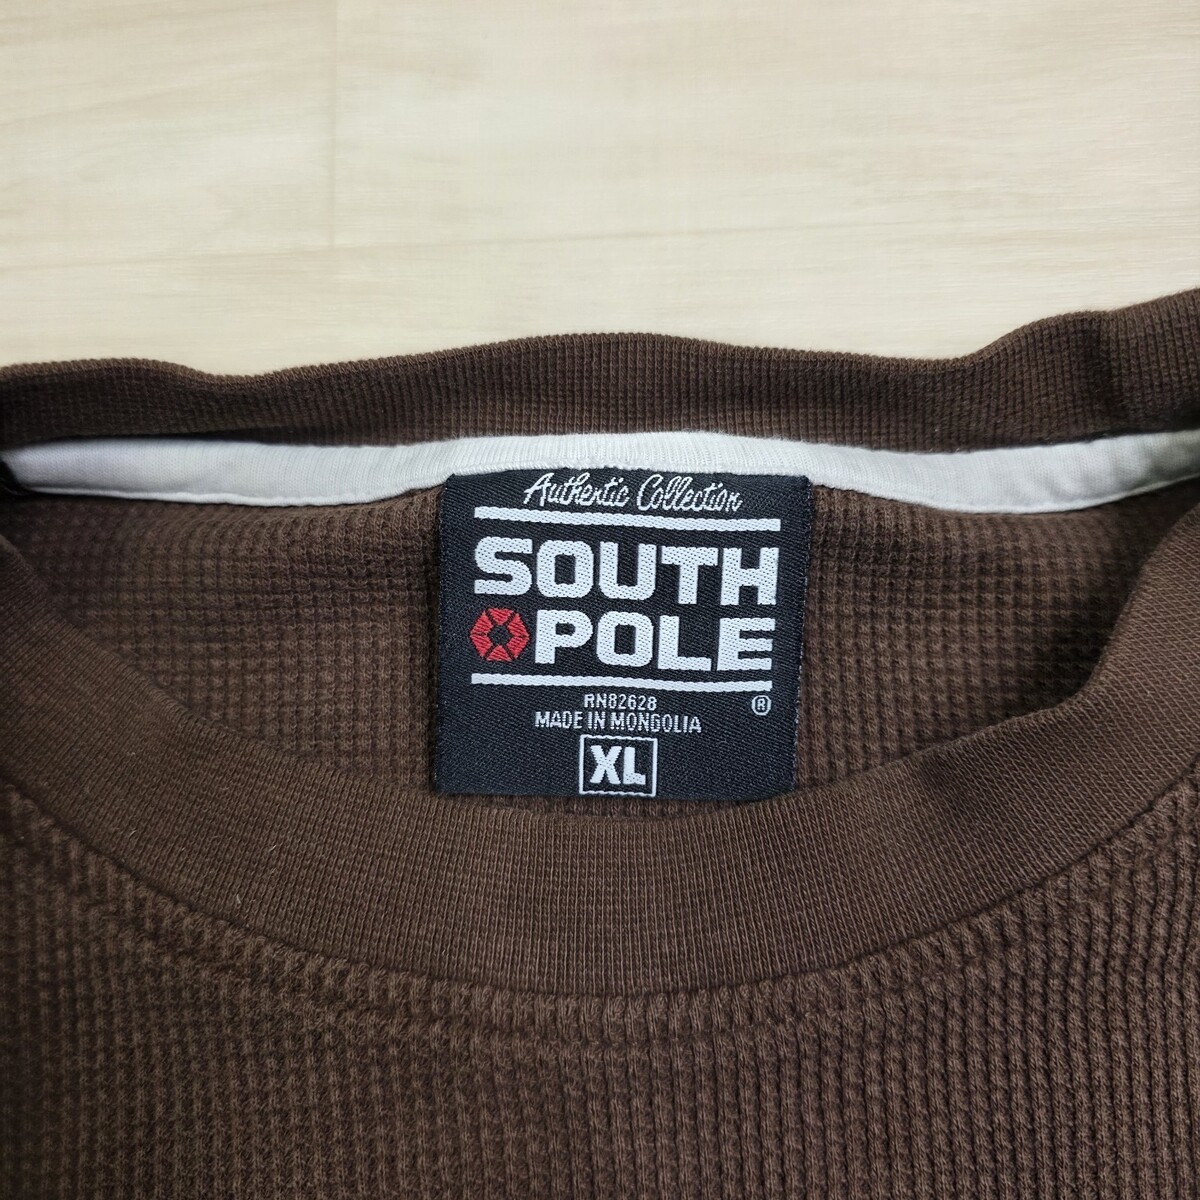 Authentic Collection
SOUTH
POLE
®
RN82628
MADE IN MONGOLIA
XL